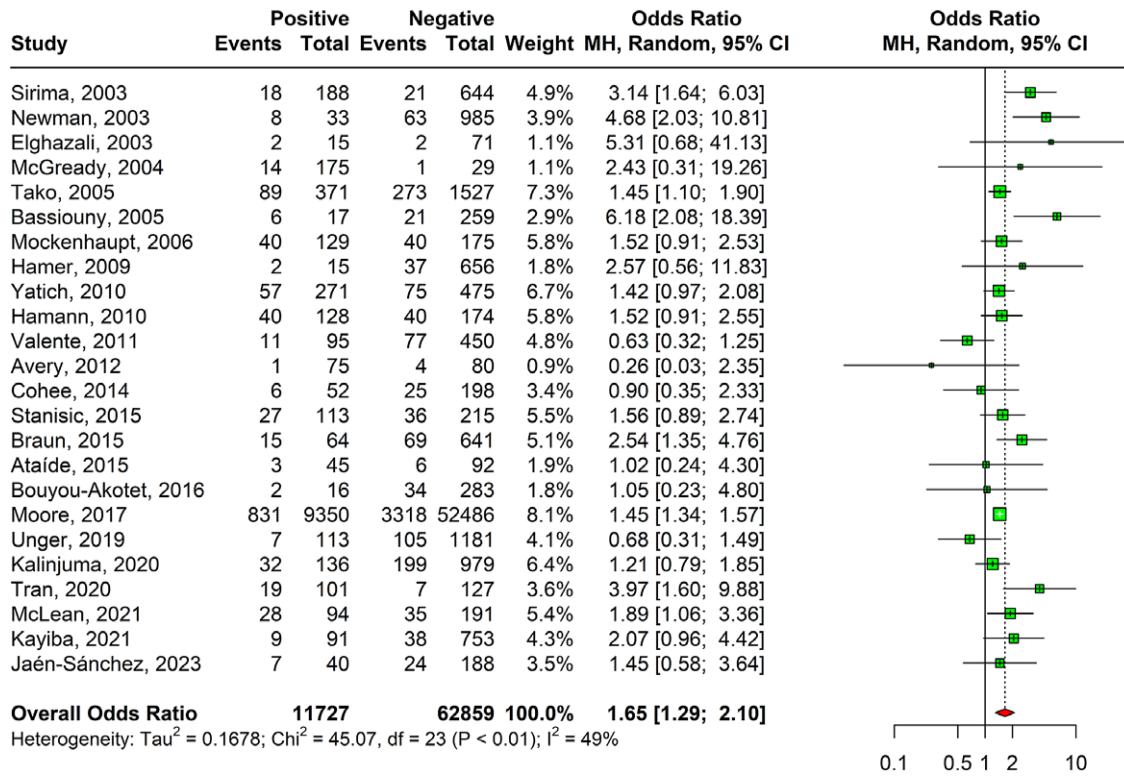 Positive Negative Odds Ratio Odds Ratio
Study Events Total Events Total Weight MH, Random, 95% CI MH, Random, 95% CI
Sirima, 2003 18 188 21 644 4.9% 3.14 [1.64; 6.03]
Newman, 2003 8 33 63 985 3.9% 4.68 [2.03; 10.81]
Elghazali, 2003 2 15 2 71 1.1% 5.31 [0.68; 41.13]
McGready, 2004 14 175 1 29 1.1% 2.43 [0.31; 19.26]
Tako, 2005 89 371 273 1527 7.3% 1.45 [1.10; 1.90]
Bassiouny, 2005 6 17 21 259 2.9% 6.18 [2.08; 18.39]
Mockenhaupt, 2006 40 129 40 175 5.8% 1.52 [0.91; 2.53]
Hamer, 2009 2 15 37 656 1.8% 2.57 [0.56; 11.83]
Yatich, 2010 57 271 75 475 6.7% 1.42 [0.97; 2.08]
Hamann, 2010 40 128 40 174 5.8% 1.52 [0.91; 2.55]
Valente, 2011 11 95 77 450 4.7% 0.63 [0.32; 1.25]
Avery, 2012 1 75 4 80 0.9% 0.26 [0.03; 2.35]
Cohee, 2014 6 52 25 198 3.4% 0.90 [0.35; 2.33]
Stanisic, 2015 27 113 36 215 5.5% 1.56 [0.89; 2.74]
Braun, 2015 15 64 69 641 5.1% 2.54 [1.35; 4.76]
Ataíde, 2015 3 45 6 92 1.9% 1.02 [0.24; 4.30]
Bouyou-Akotet, 2016 2 16 34 283 1.8% 1.05 [0.23; 4.80]
Moore, 2017 831 9350 3318 52486 8.1% 1.45 [1.34; 1.57]
Unger, 2019 7 113 105 1181 4.1% 0.68 [0.31; 1.49]
Kalinjuma, 2020 32 136 199 979 6.4% 1.21 [0.79; 1.85]
Tran, 2020 19 101 7 127 3.6% 3.97 [1.60; 9.88]
McLean, 2021 28 94 35 191 5.4% 1.89 [1.06; 3.36]
Kayiba, 2021 9 91 38 753 4.3% 2.07 [0.96; 4.42]
Jaén-Sánchez, 2023 7 40 24 188 3.5% 1.45 [0.58; 3.64]
Overall Odds Ratio 11727 62859 100.0% 1.65 [1.29; 2.10]
Heterogeneity: Tau² = 0.1678; Chi² = 45.07, df = 23 (P < 0.01); I² = 49%
0.1 0.5 1 2 10